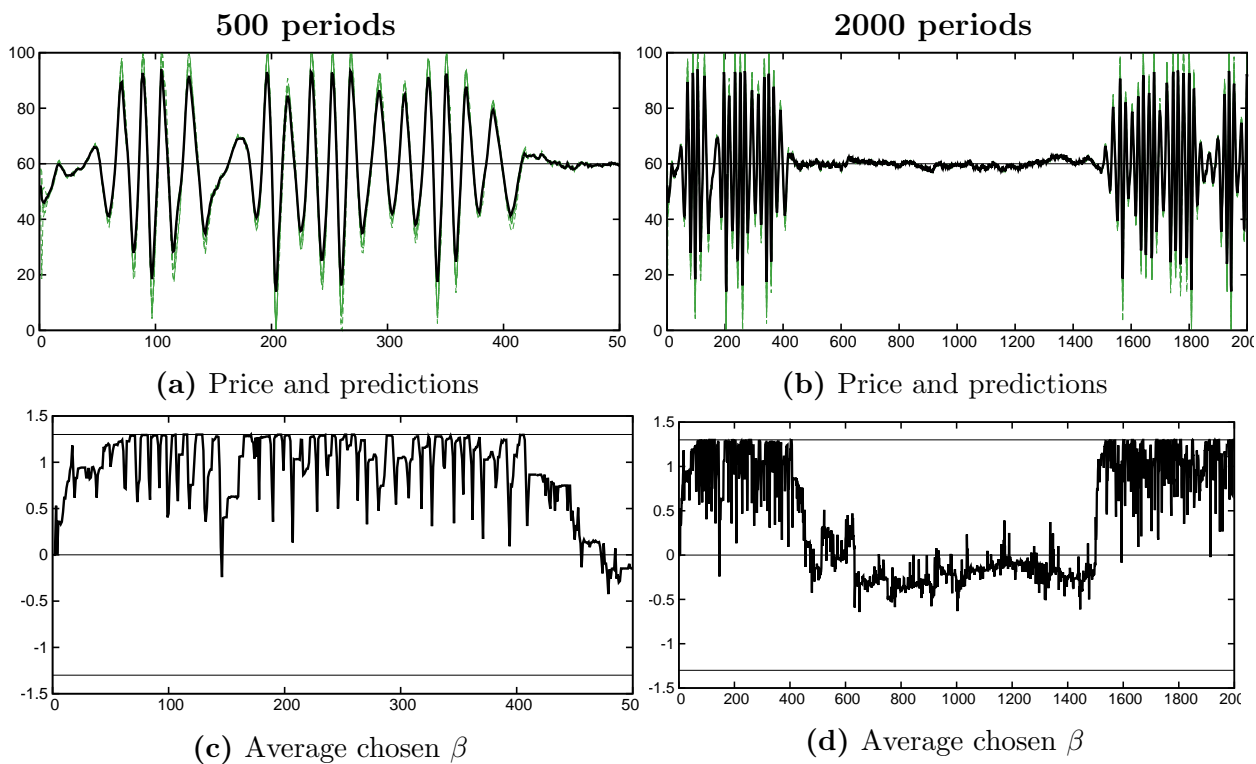 500 periods
2000 periods
100
80
60
40
20
0
0 100 200 300 400 50
(a) Price and predictions
100
80
60
40
20
0
0 200 400 600 800 1000 1200 1400 1600 1800 200
(b) Price and predictions
1.5
1
0.5
0
-0.5
-1
-1.5
0 100 200 300 400 50
(c) Average chosen β
1.5
1
0.5
0
-0.5
-1
-1.5
0 200 400 600 800 1000 1200 1400 1600 1800 200
(d) Average chosen β